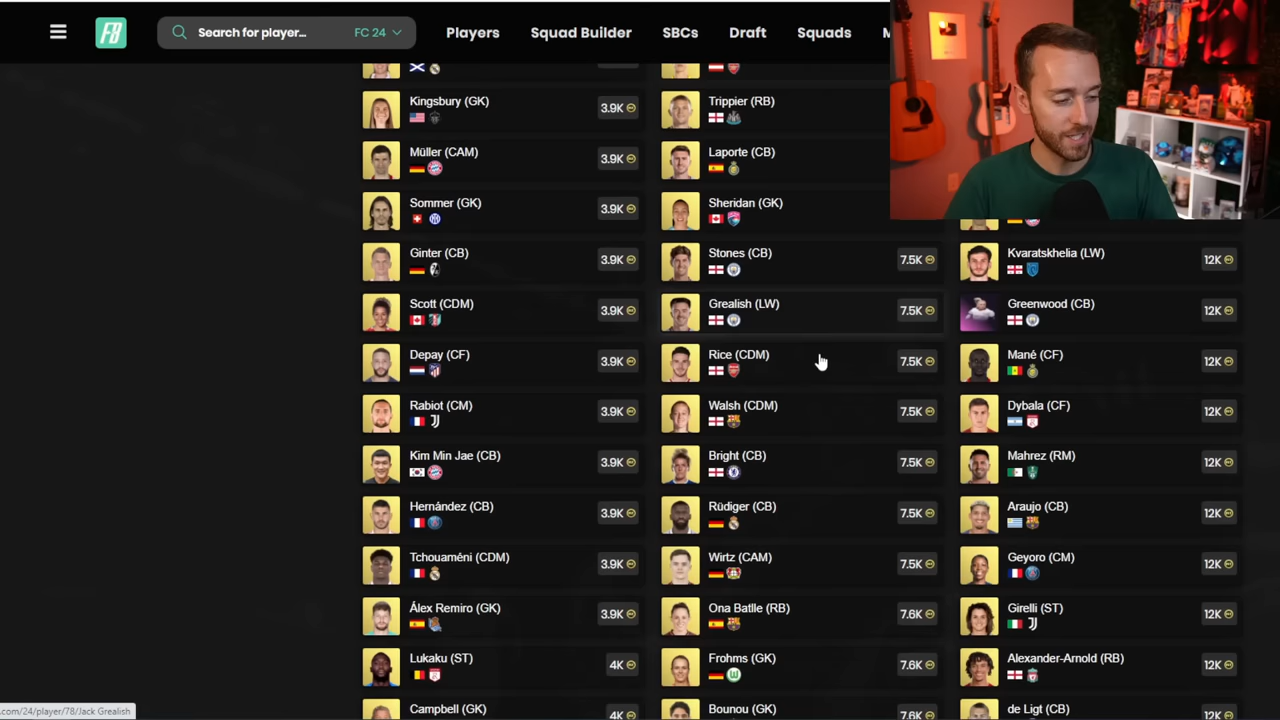 F8
Search for player...
FC 24
Players
Squad Builder
SBCs
Draft
Squads
M
Kingsbury (GK)
3.9K
Trippier (RB)
Müller (CAM)
3.9K
Laporte (CB)
Sommer (GK)
3.9K
Sheridan (GK)
Ginter (CB)
3.9K
Stones (CB)
7.5K
Kvaratskhelia (LW)
12K
Scott (CDM)
3.9K
Grealish (LW)
7.5K
Greenwood (CB)
12K
Depay (CF)
3.9K
Rice (CDM)
7.5K
Mané (CF)
12K
Rabiot (CM)
3.9K
Walsh (CDM)
7.5K
Dybala (CF)
12K
Kim Min Jae (CB)
3.9K
Bright (CB)
7.5K
Mahrez (RM)
12K
Hernández (CB)
3.9K
Rüdiger (CB)
7.5K
Araujo (CB)
12K
Tchouaméni (CDM)
3.9K
Wirtz (CAM)
7.5K
Geyoro (CM)
12K
Álex Remiro (GK)
3.9K
Ona Batlle (RB)
7.6K
Girelli (ST)
12K
Lukaku (ST)
4K
Frohms (GK)
7.6K
Alexander-Arnold (RB)
12K
Campbell (GK)
4K
Bounou (GK)
7.6K
de Ligt (CB)
12K
.com/24/player/78/Jack Grealish